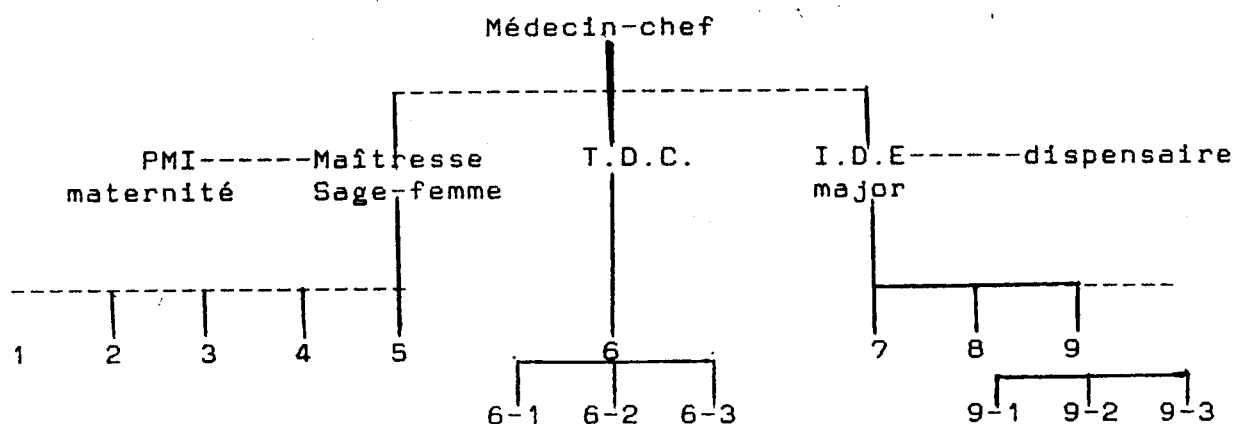 Médecin-chef
PMI------Maîtresse T.D.C. I.D.E------dispensaire
maternité Sage-femme major
1 2 3 4 5 6 7 8 9
6-1 6-2 6-3 9-1 9-2 9-3